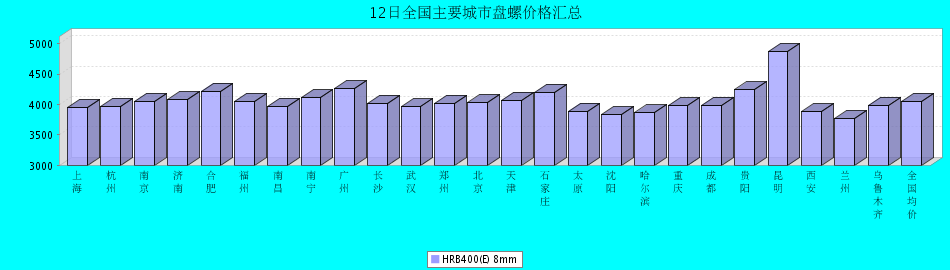 12日全国主要城市盘螺价格汇总
5000
4500
4000
3500
3000
上海
杭州
南京
济南
合肥
福州
南昌
南宁
广州
长沙
武汉
郑州
北京
天津
石家庄
太原
沈阳
哈尔滨
重庆
成都
贵阳
昆明
西安
兰州
乌鲁木齐
全国均价
HRB400(E) 8mm